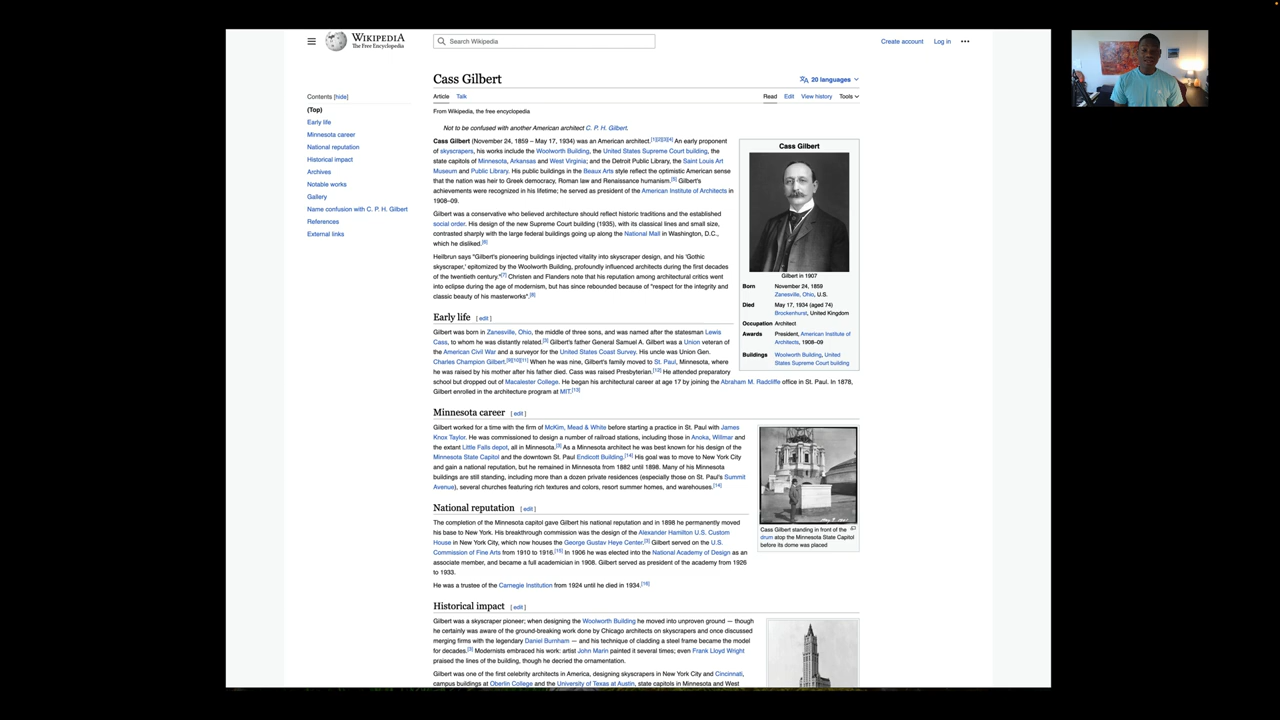 WIKIPEDIA
The Free Encyclopedia
Search Wikipedia
Create account
Log in
Cass Gilbert
20 languages
Contents [hide]
(Top)
Early life
Minnesota career
National reputation
Historical impact
Archives
Notable works
Gallery
Name confusion with C. P. H. Gilbert
References
External links
Article Talk
Read Edit View history Tools
From Wikipedia, the free encyclopedia
Not to be confused with another American architect C. P. H. Gilbert.
Cass Gilbert (November 24, 1859 – May 17, 1934) was an American architect.[1][2][3][4] An early proponent
of skyscrapers, his works include the Woolworth Building, the United States Supreme Court building, the
state capitols of Minnesota, Arkansas and West Virginia; and the Detroit Public Library, the Saint Louis Art
Museum and Public Library. His public buildings in the Beaux Arts style reflect the optimistic American sense
that the nation was heir to Greek democracy, Roman law and Renaissance humanism.[5] Gilbert's
achievements were recognized in his lifetime; he served as president of the American Institute of Architects in
1908–09.
Gilbert was a conservative who believed architecture should reflect historic traditions and the established
social order. His design of the new Supreme Court building (1935), with its classical lines and small size,
contrasted sharply with the large federal buildings going up along the National Mall in Washington, D.C.,
which he disliked.[6]
Heilbrun says "Gilbert's pioneering buildings injected vitality into skyscraper design, and his 'Gothic
skyscraper,' epitomized by the Woolworth Building, profoundly influenced architects during the first decades
of the twentieth century."[7] Christen and Flanders note that his reputation among architectural critics went
into eclipse during the age of modernism, but has since rebounded because of "respect for the integrity and
classic beauty of his masterworks".[8]
Cass Gilbert
Gilbert in 1907
Born November 24, 1859
Zanesville, Ohio, U.S.
Died May 17, 1934 (aged 74)
Brockenhurst, United Kingdom
Occupation Architect
Awards President, American Institute of
Architects, 1908–09
Buildings Woolworth Building, United
States Supreme Court building
Early life [ edit ]
Gilbert was born in Zanesville, Ohio, the middle of three sons, and was named after the statesman Lewis
Cass, to whom he was distantly related.[2] Gilbert's father General Samuel A. Gilbert was a Union veteran of
the American Civil War and a surveyor for the United States Coast Survey. His uncle was Union Gen.
Charles Champion Gilbert.[9][10][11] When he was nine, Gilbert's family moved to St. Paul, Minnesota, where
he was raised by his mother after his father died. Cass was raised Presbyterian.[12] He attended preparatory
school but dropped out of Macalester College. He began his architectural career at age 17 by joining the Abraham M. Radcliffe office in St. Paul. In 1878,
Gilbert enrolled in the architecture program at MIT.[13]
Minnesota career [ edit ]
Gilbert worked for a time with the firm of McKim, Mead & White before starting a practice in St. Paul with James
Knox Taylor. He was commissioned to design a number of railroad stations, including those in Anoka, Willmar and
the extant Little Falls depot, all in Minnesota.[3] As a Minnesota architect he was best known for his design of the
Minnesota State Capitol and the downtown St. Paul Endicott Building.[14] His goal was to move to New York City
and gain a national reputation, but he remained in Minnesota from 1882 until 1898. Many of his Minnesota
buildings are still standing, including more than a dozen private residences (especially those on St. Paul's Summit
Avenue), several churches featuring rich textures and colors, resort summer homes, and warehouses.[14]
Cass Gilbert standing in front of the
drum atop the Minnesota State Capitol
before its dome was placed
National reputation [ edit ]
The completion of the Minnesota capitol gave Gilbert his national reputation and in 1898 he permanently moved
his base to New York. His breakthrough commission was the design of the Alexander Hamilton U.S. Custom
House in New York City, which now houses the George Gustav Heye Center.[3] Gilbert served on the U.S.
Commission of Fine Arts from 1910 to 1916.[15] In 1906 he was elected into the National Academy of Design as an
associate member, and became a full academician in 1908. Gilbert served as president of the academy from 1926
to 1933.
He was a trustee of the Carnegie Institution from 1924 until he died in 1934.[16]
Historical impact [ edit ]
Gilbert was a skyscraper pioneer; when designing the Woolworth Building he moved into unproven ground — though
he certainly was aware of the ground-breaking work done by Chicago architects on skyscrapers and once discussed
merging firms with the legendary Daniel Burnham — and his technique of cladding a steel frame became the model
for decades.[3] Modernists embraced his work: artist John Marin painted it several times; even Frank Lloyd Wright
praised the lines of the building, though he decried the ornamentation.
Gilbert was one of the first celebrity architects in America, designing skyscrapers in New York City and Cincinnati,
campus buildings at Oberlin College and the University of Texas at Austin, state capitols in Minnesota and West